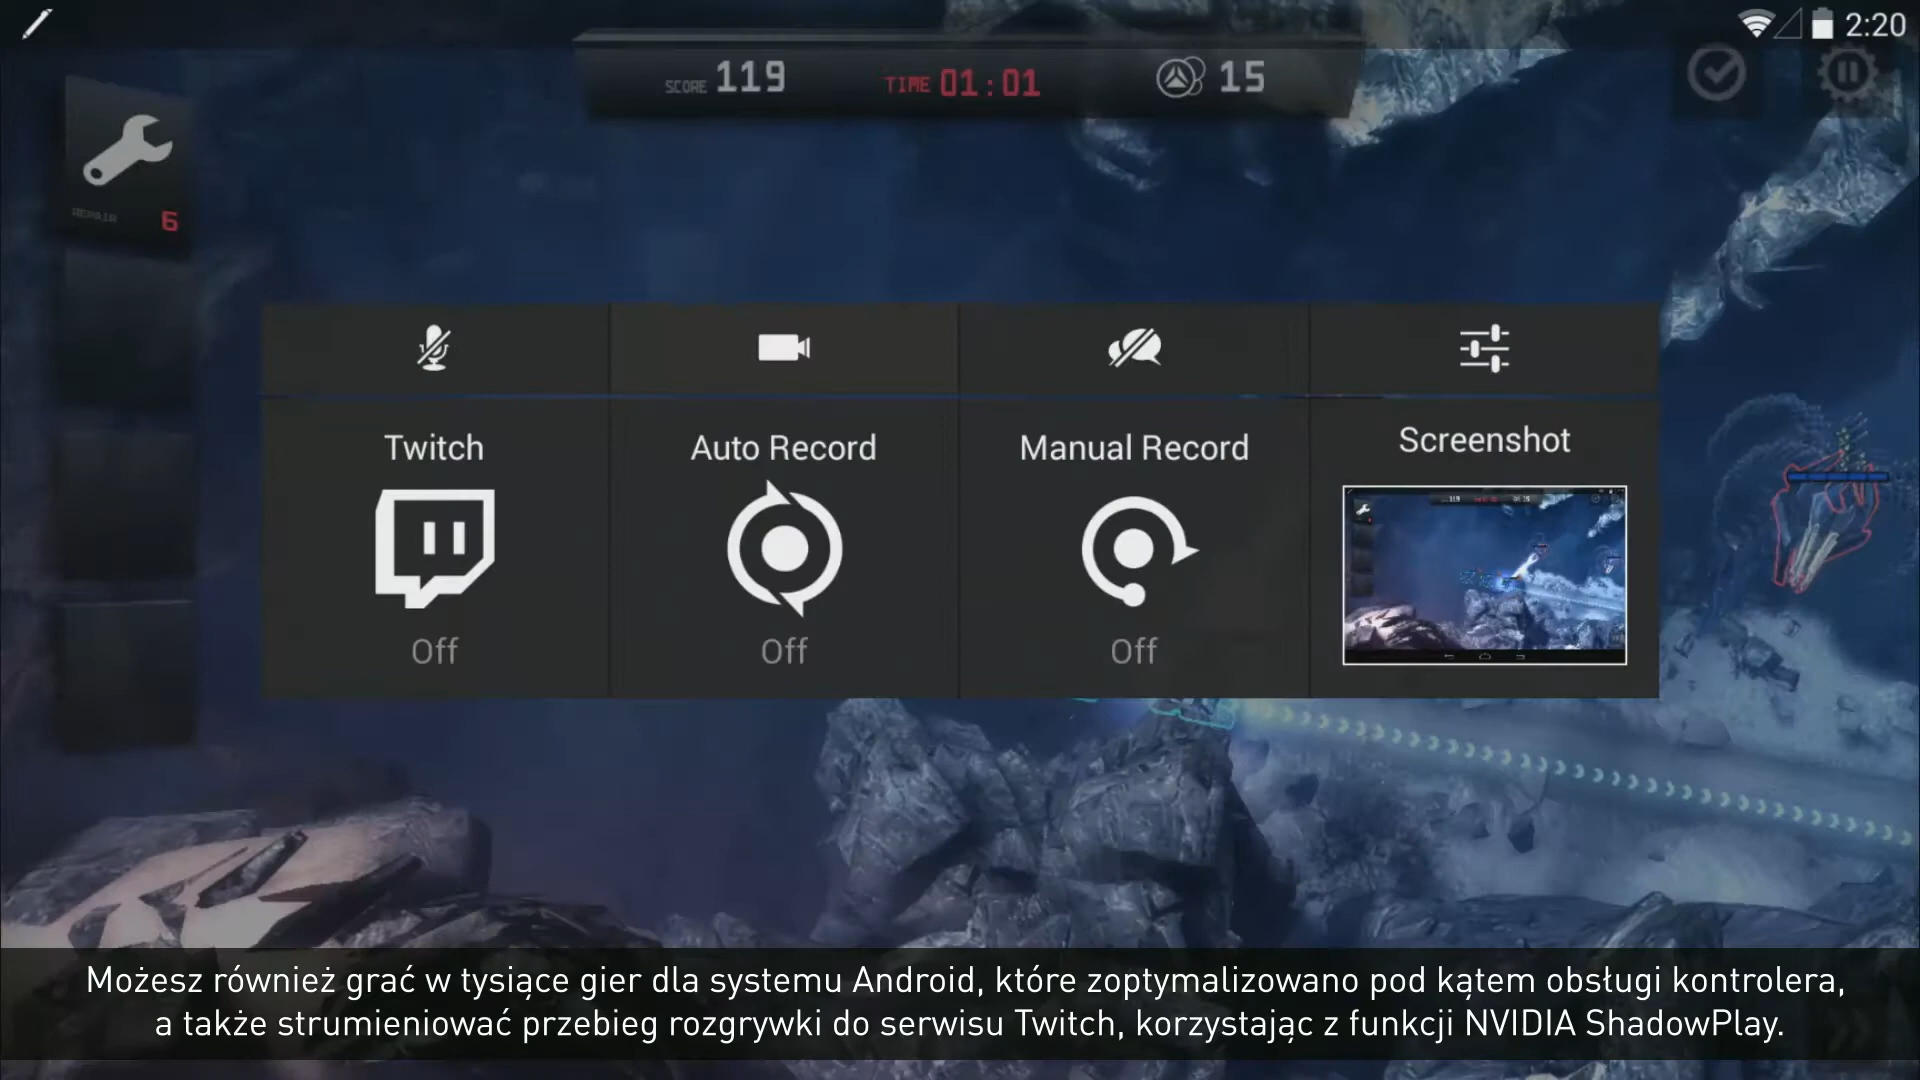 2:20
SCORE 119 TIME 01:01 15
REPAIR 6
Twitch Auto Record Manual Record Screenshot
Off Off Off
Możesz również grać w tysiące gier dla systemu Android, które zoptymalizowano pod kątem obsługi kontrolera,
a także strumieniować przebieg rozgrywki do serwisu Twitch, korzystając z funkcji NVIDIA ShadowPlay.